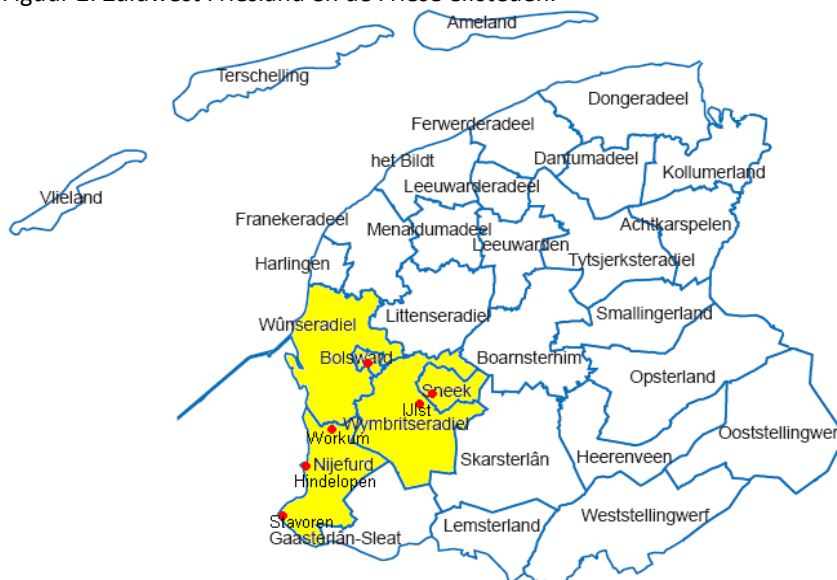 Ameland
Terschelling
Dongeradeel
Ferwerderadeel
het Bildt
Dantumadeel
Kollumerland
Leeuwarderadeel
Vlieland
Franekeradeel
Menaldumadeel
Achtkarspelen
Leeuwarden
Harlingen
Tytsjerksteradiel
Littenseradiel
Smallingerland
Wûnseradiel
Bolsward
Boarnsterhim
Opsterland
Sneek
IJlst
Wymbritseradiel
Workum
Ooststellingwer
Skarsterlân
Heerenveen
Nijefurd
Hindelopen
Stavoren
Gaasterlân-Sleat
Lemsterland
Weststellingwerf